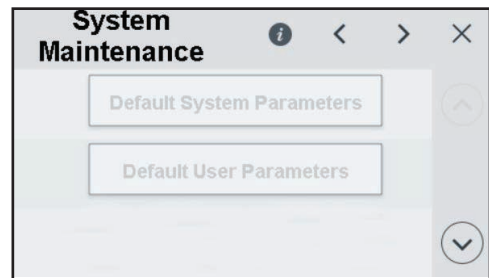 System
Maintenance
i
Default System Parameters
Default User Parameters